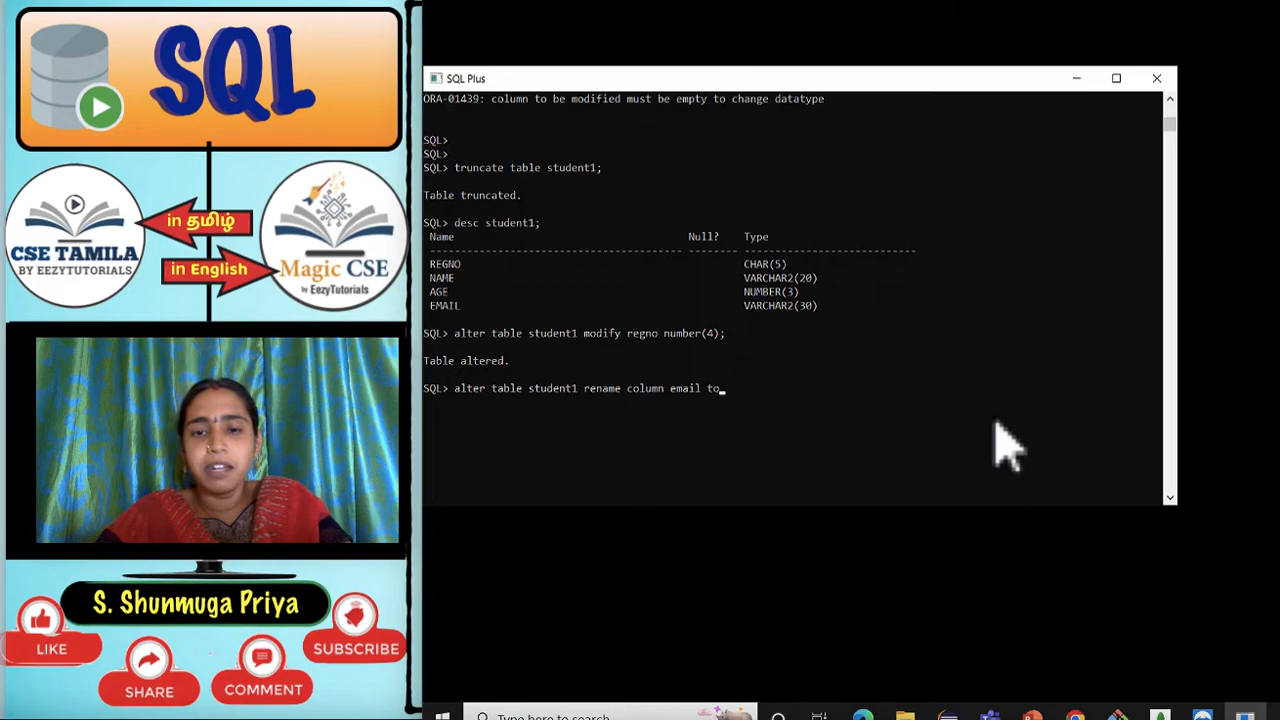 SQL
in தமிழ்
CSE TAMILA
BY EEZYTUTORIALS
in English
Magic CSE
by EezyTutorials
S. Shunmuga Priya
LIKE
SHARE
COMMENT
SUBSCRIBE
SQL Plus
ORA-01439: column to be modified must be empty to change datatype
SQL>
SQL>
SQL> truncate table student1;
Table truncated.
SQL> desc student1;
Name Null? Type
REGNO CHAR(5)
NAME VARCHAR2(20)
AGE NUMBER(3)
EMAIL VARCHAR2(30)
SQL> alter table student1 modify regno number(4);
Table altered.
SQL> alter table student1 rename column email to
Type here to search